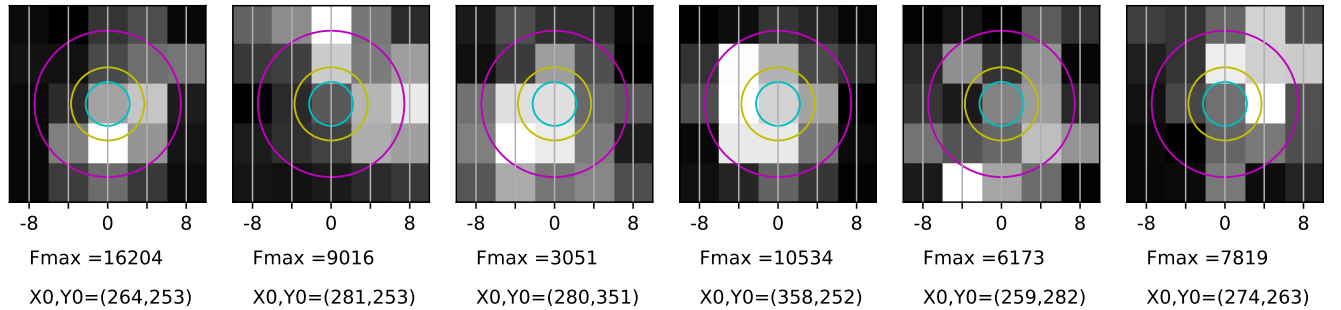 -8 0 8 -8 0 8 -8 0 8 -8 0 8 -8 0 8 -8 0 8
Fmax =16204 Fmax =9016 Fmax =3051 Fmax =10534 Fmax =6173 Fmax =7819
X0,Y0=(264,253) X0,Y0=(281,253) X0,Y0=(280,351) X0,Y0=(358,252) X0,Y0=(259,282) X0,Y0=(274,263)